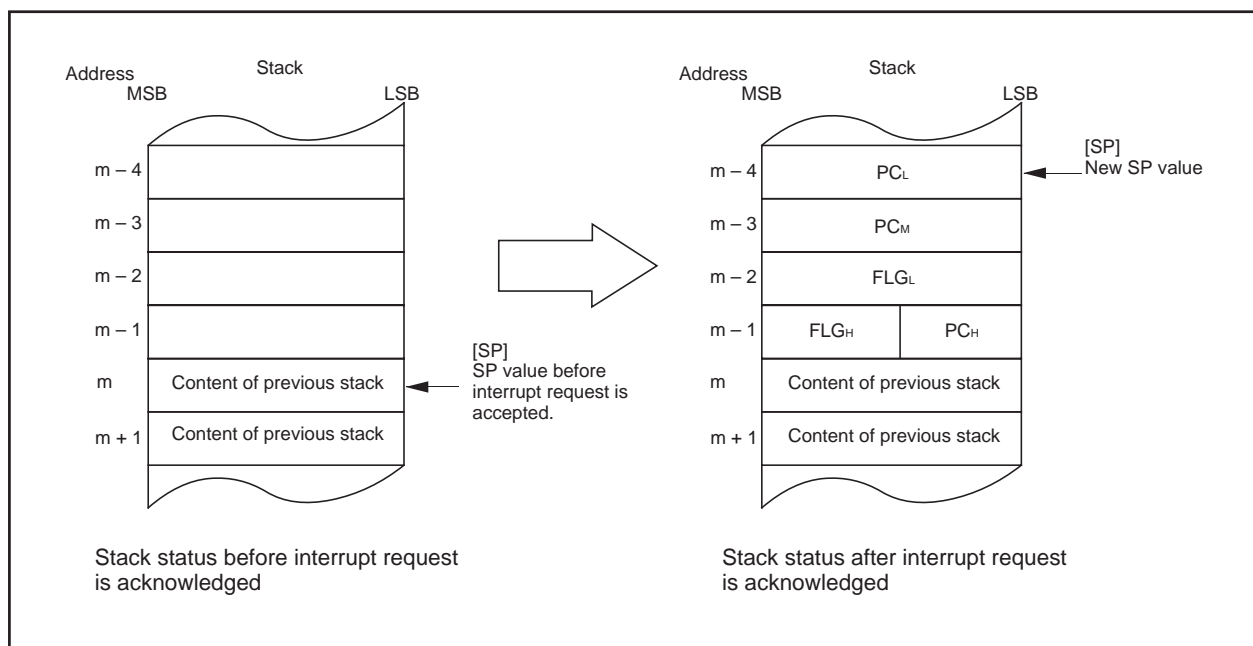 Address
Stack
MSB
LSB
m – 4
m – 3
m – 2
m – 1
m
Content of previous stack
m + 1
Content of previous stack
[SP]
SP value before
interrupt request is
accepted.
Stack status before interrupt request
is acknowledged
Address
Stack
MSB
LSB
m – 4
PCL
[SP]
New SP value
m – 3
PCM
m – 2
FLGL
m – 1
FLGH
PCH
m
Content of previous stack
m + 1
Content of previous stack
Stack status after interrupt request
is acknowledged